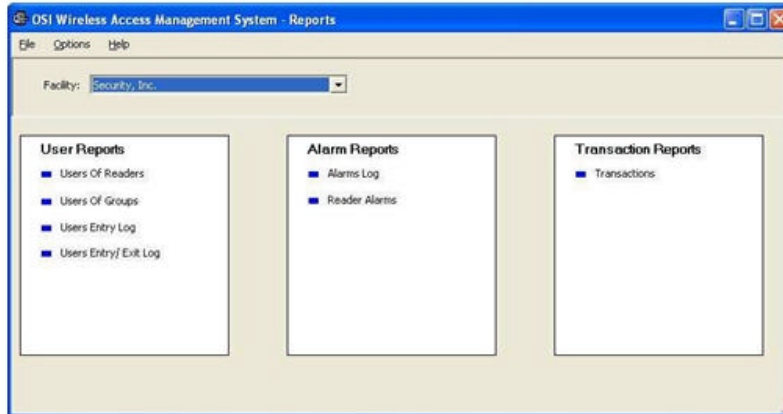 OSI Wireless Access Management System - Reports
File Options Help
Facility: Security, Inc.
User Reports
Users Of Readers
Users Of Groups
Users Entry Log
Users Entry/ Exit Log
Alarm Reports
Alarms Log
Reader Alarms
Transaction Reports
Transactions